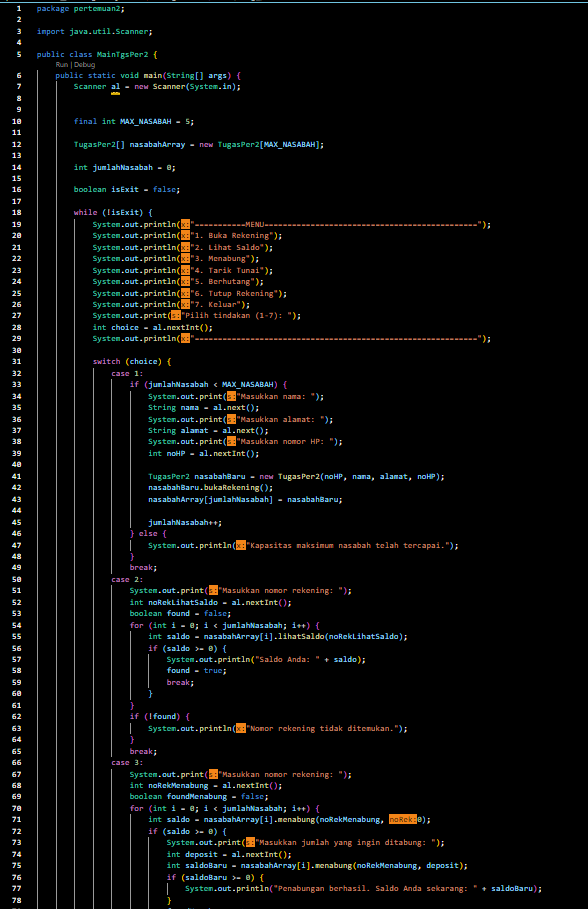 1 package pertemuan2;
2
3 import java.util.Scanner;
4
5 public class MainTgsPer2 {
Run | Debug
6 public static void main(String[] args) {
7 Scanner al = new Scanner(System.in);
8
9
10 final int MAX_NASABAH = 5;
11
12 TugasPer2[] nasabahArray = new TugasPer2[MAX_NASABAH];
13
14 int jumlahNasabah = 0;
15
16 boolean isExit = false;
17
18 while (!isExit) {
19 System.out.println(x:"-----------MENU-----------------------------------------------");
20 System.out.println(x:"1. Buka Rekening");
21 System.out.println(x:"2. Lihat Saldo");
22 System.out.println(x:"3. Menabung");
23 System.out.println(x:"4. Tarik Tunai");
24 System.out.println(x:"5. Berhutang");
25 System.out.println(x:"6. Tutup Rekening");
26 System.out.println(x:"7. Keluar");
27 System.out.print(s:"Pilih tindakan (1-7): ");
28 int choice = al.nextInt();
29 System.out.println(x:"--------------------------------------------------------------");
30
31 switch (choice) {
32 case 1:
33 if (jumlahNasabah < MAX_NASABAH) {
34 System.out.print(s:"Masukkan nama: ");
35 String nama = al.next();
36 System.out.print(s:"Masukkan alamat: ");
37 String alamat = al.next();
38 System.out.print(s:"Masukkan nomor HP: ");
39 int noHP = al.nextInt();
40
41 TugasPer2 nasabahBaru = new TugasPer2(noHP, nama, alamat, noHP);
42 nasabahBaru.bukaRekening();
43 nasabahArray[jumlahNasabah] = nasabahBaru;
44
45 jumlahNasabah++;
46 } else {
47 System.out.println(x:"Kapasitas maksimum nasabah telah tercapai.");
48 }
49 break;
50 case 2:
51 System.out.print(s:"Masukkan nomor rekening: ");
52 int noRekLihatSaldo = al.nextInt();
53 boolean found = false;
54 for (int i = 0; i < jumlahNasabah; i++) {
55 int saldo = nasabahArray[i].lihatSaldo(noRekLihatSaldo);
56 if (saldo >= 0) {
57 System.out.println("Saldo Anda: " + saldo);
58 found = true;
59 break;
60 }
61 }
62 if (!found) {
63 System.out.println(x:"Nomor rekening tidak ditemukan.");
64 }
65 break;
66 case 3:
67 System.out.print(s:"Masukkan nomor rekening: ");
68 int noRekMenabung = al.nextInt();
69 boolean foundMenabung = false;
70 for (int i = 0; i < jumlahNasabah; i++) {
71 int saldo = nasabahArray[i].menabung(noRekMenabung, noRek:0);
72 if (saldo >= 0) {
73 System.out.print(s:"Masukkan jumlah yang ingin ditabung: ");
74 int deposit = al.nextInt();
75 int saldoBaru = nasabahArray[i].menabung(noRekMenabung, deposit);
76 if (saldoBaru >= 0) {
77 System.out.println("Penabungan berhasil. Saldo Anda sekarang: " + saldoBaru);
78 }